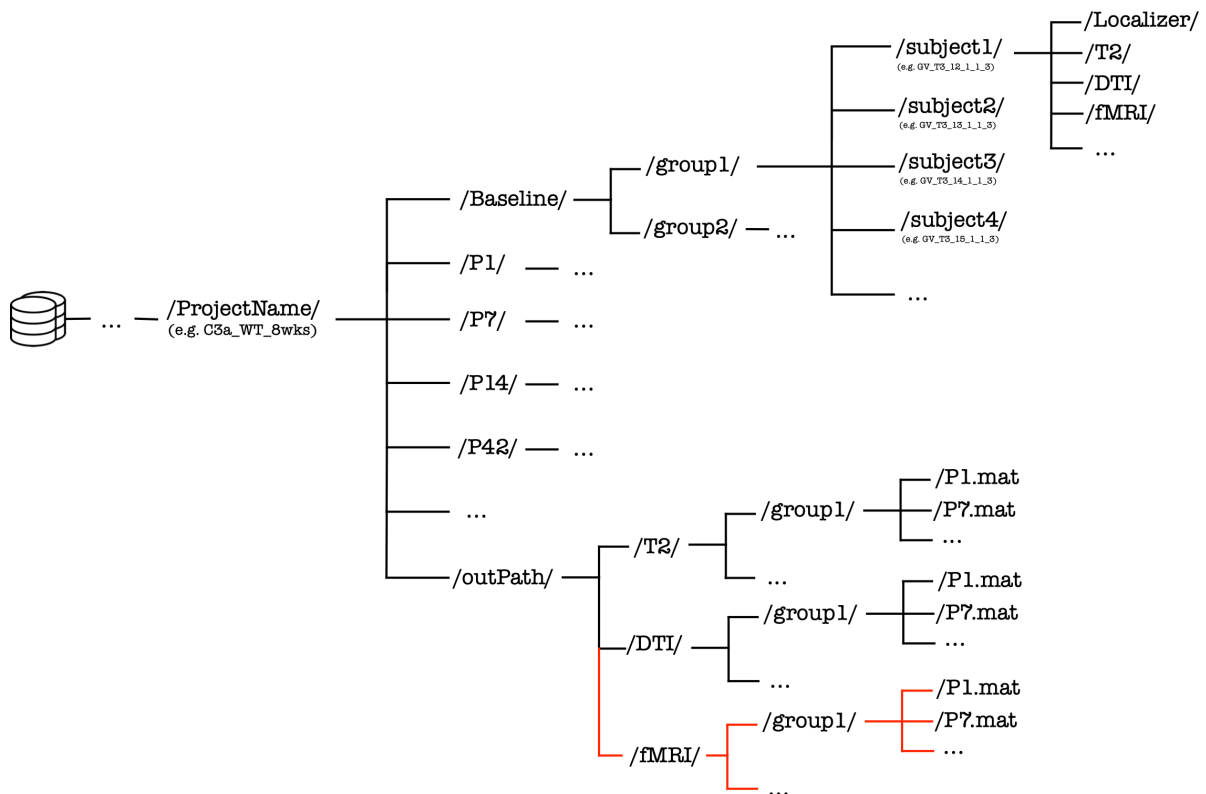 /Localizer/
/subject1/
(e.g. GV_T3_12_1_1_3)
/T2/
/DTI/
/subject2/
(e.g. GV_T3_13_1_1_3)
/fMRI/
...
/group1/
/subject3/
(e.g. GV_T3_14_1_1_3)
/Baseline/
/group2/
...
/subject4/
(e.g. GV_T3_15_1_1_3)
/P1/
...
...
...
/ProjectName/
(e.g. C3a_WT_8wks)
/P7/
...
/P14/
...
/P42/
...
...
/outPath/
/T2/
/group1/
/P1.mat
/P7.mat
...
...
/DTI/
/group1/
/P1.mat
/P7.mat
...
...
/fMRI/
/group1/
/P1.mat
/P7.mat
...
...